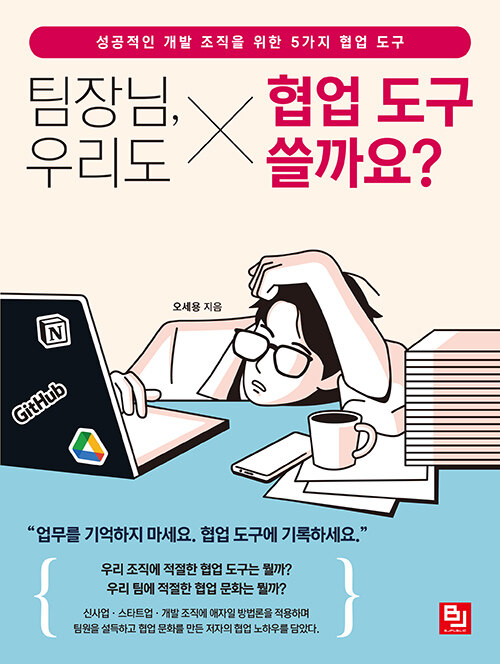 성공적인 개발 조직을 위한 5가지 협업 도구
팀장님,
우리도
협업 도구
쓸까요?
오세용 지음
N
GitHub
“업무를 기억하지 마세요. 협업 도구에 기록하세요.”
우리 조직에 적절한 협업 도구는 뭘까?
우리 팀에 적절한 협업 문화는 뭘까?
신사업 · 스타트업 · 개발 조직에 애자일 방법론을 적용하며
팀원을 설득하고 협업 문화를 만든 저자의 협업 노하우를 담았다.
BJ